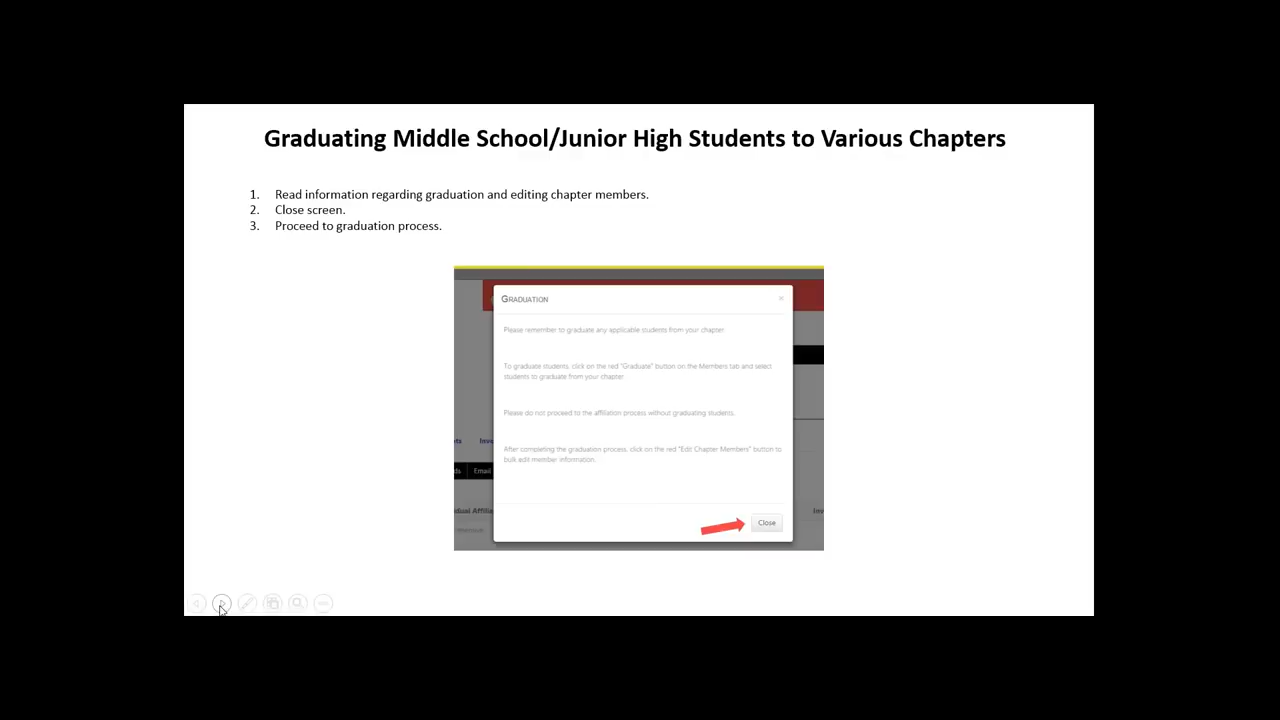 Graduating Middle School/Junior High Students to Various Chapters
1. Read information regarding graduation and editing chapter members.
2. Close screen.
3. Proceed to graduation process.
GRADUATION
×
Please remember to graduate any applicable students from your chapter
To graduate students, click on the red "Graduate" button on the Members tab and select
students to graduate from your chapter.
Please do not proceed to the affiliation process without graduating students.
After completing the graduation process, click on the red "Edit Chapter Members" button to
bulk edit member information.
Email
Close